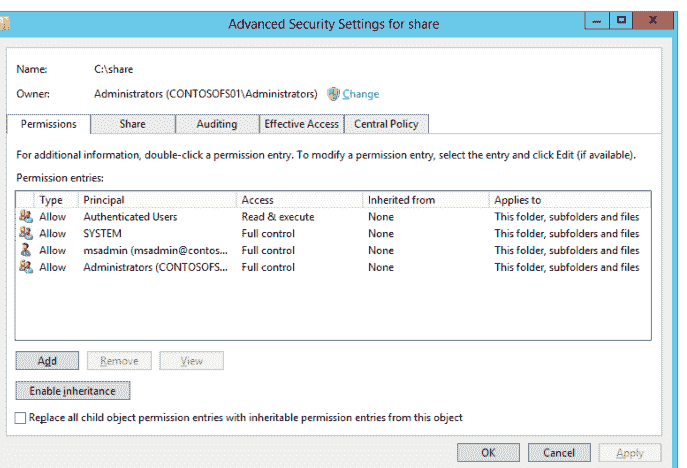 Advanced Security Settings for share
Name: C:\share
Owner: Administrators (CONTOSOFS01\Administrators) Change
Permissions Share Auditing Effective Access Central Policy
For additional information, double-click a permission entry. To modify a permission entry, select the entry and click Edit (if available).
Permission entries:
Type Principal Access Inherited from Applies to
Allow Authenticated Users Read & execute None This folder, subfolders and files
Allow SYSTEM Full control None This folder, subfolders and files
Allow msadmin (msadmin@contos... Full control None This folder, subfolders and files
Allow Administrators (CONTOSOFS... Full control None This folder, subfolders and files
Add Remove View
Enable inheritance
Replace all child object permission entries with inheritable permission entries from this object
OK Cancel Apply